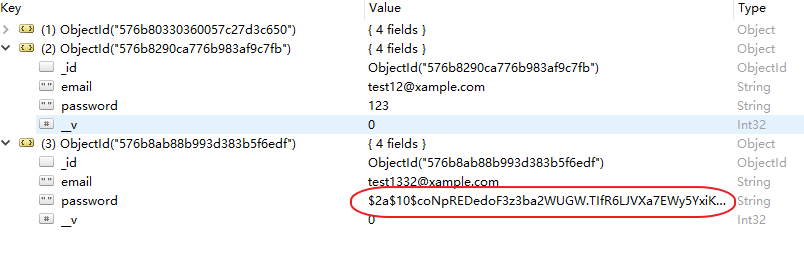 Key Value Type
(1) ObjectId("576b80330360057c27d3c650") { 4 fields } Object
(2) ObjectId("576b8290ca776b983af9c7fb") { 4 fields } Object
_id ObjectId("576b8290ca776b983af9c7fb") ObjectId
" " email test12@xample.com String
" " password 123 String
# __v 0 Int32
(3) ObjectId("576b8ab88b993d383b5f6edf") { 4 fields } Object
_id ObjectId("576b8ab88b993d383b5f6edf") ObjectId
" " email test1332@xample.com String
" " password $2a$10$coNpREDedoF3z3ba2WUGW.TIfR6LJVXa7EWy5YxiK... String
# __v 0 Int32